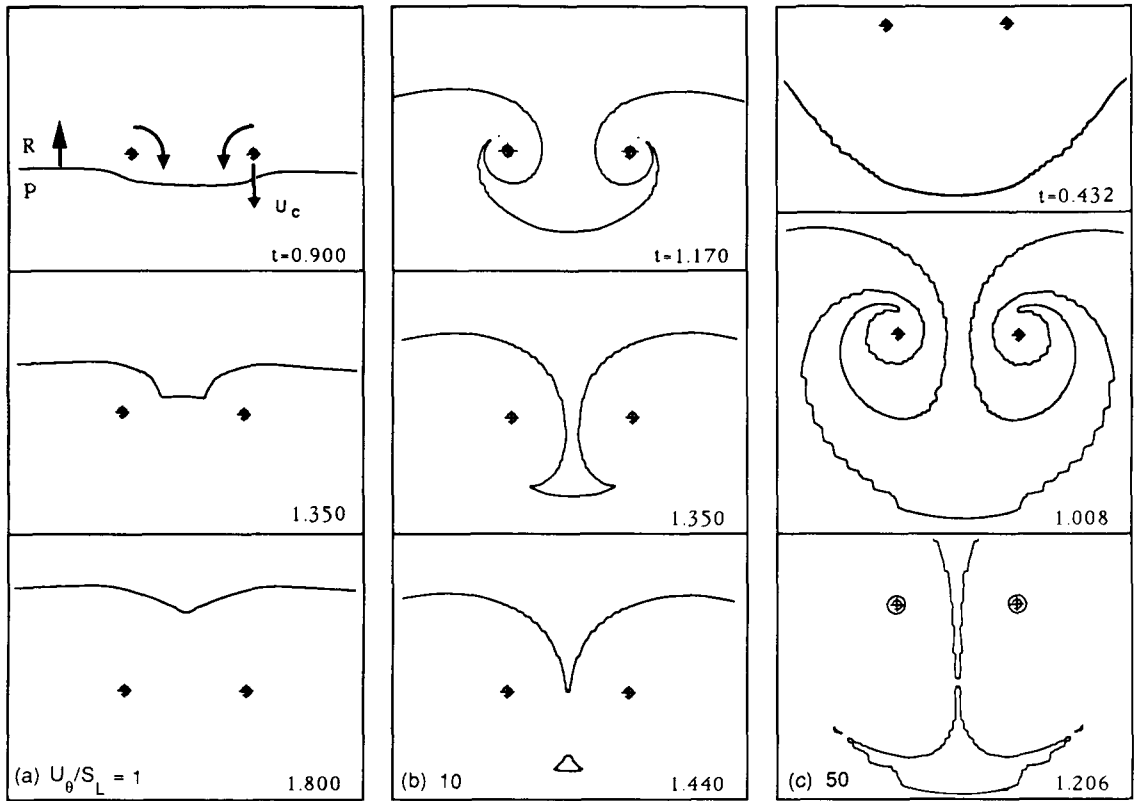 R
P
U_c
t=0.900
1.350
(a) U_θ/S_L = 1
1.800
t=1.170
1.350
(b) 10
1.440
t=0.432
1.008
(c) 50
1.206